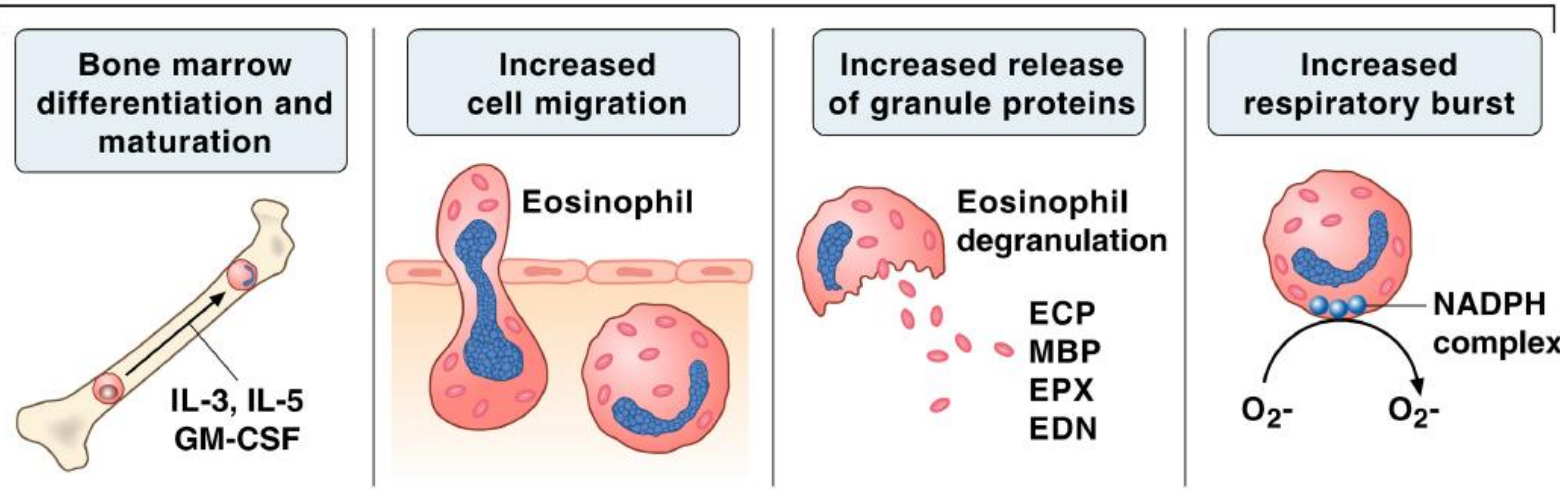 Bone marrow
differentiation and
maturation
IL-3, IL-5
GM-CSF
Increased
cell migration
Eosinophil
Increased release
of granule proteins
Eosinophil
degranulation
ECP
MBP
EPX
EDN
Increased
respiratory burst
NADPH
complex
O₂- O₂-